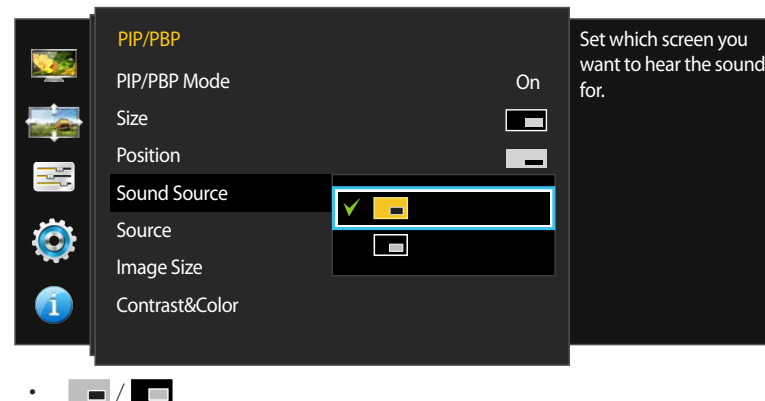 PIP/PBP
PIP/PBP Mode On
Size
Position
Sound Source
Source
Image Size
Contrast&Color
Set which screen you
want to hear the sound
for.
• /